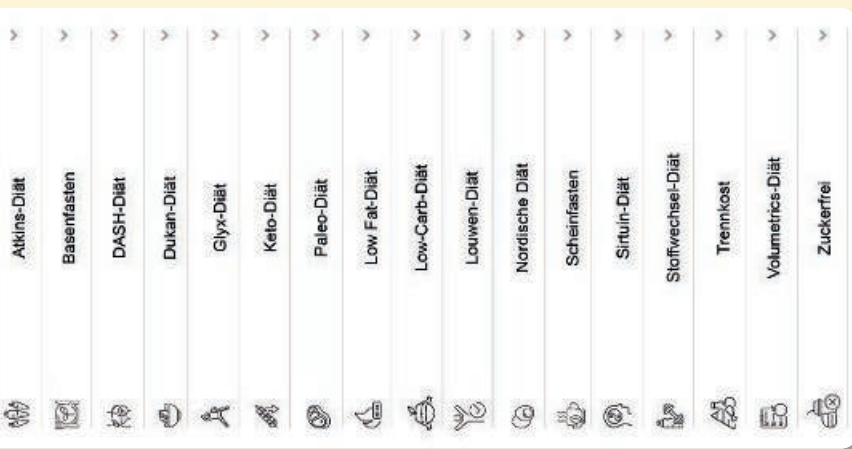 Atkins-Diät
Basenfasten
DASH-Diät
Dukan-Diät
Glyx-Diät
Keto-Diät
Paleo-Diät
Low Fat-Diät
Low-Carb-Diät
Louwen-Diät
Nordische Diät
Scheinfasten
Sirtuin-Diät
Stoffwechsel-Diät
Trennkost
Volumetrics-Diät
Zuckerfrei